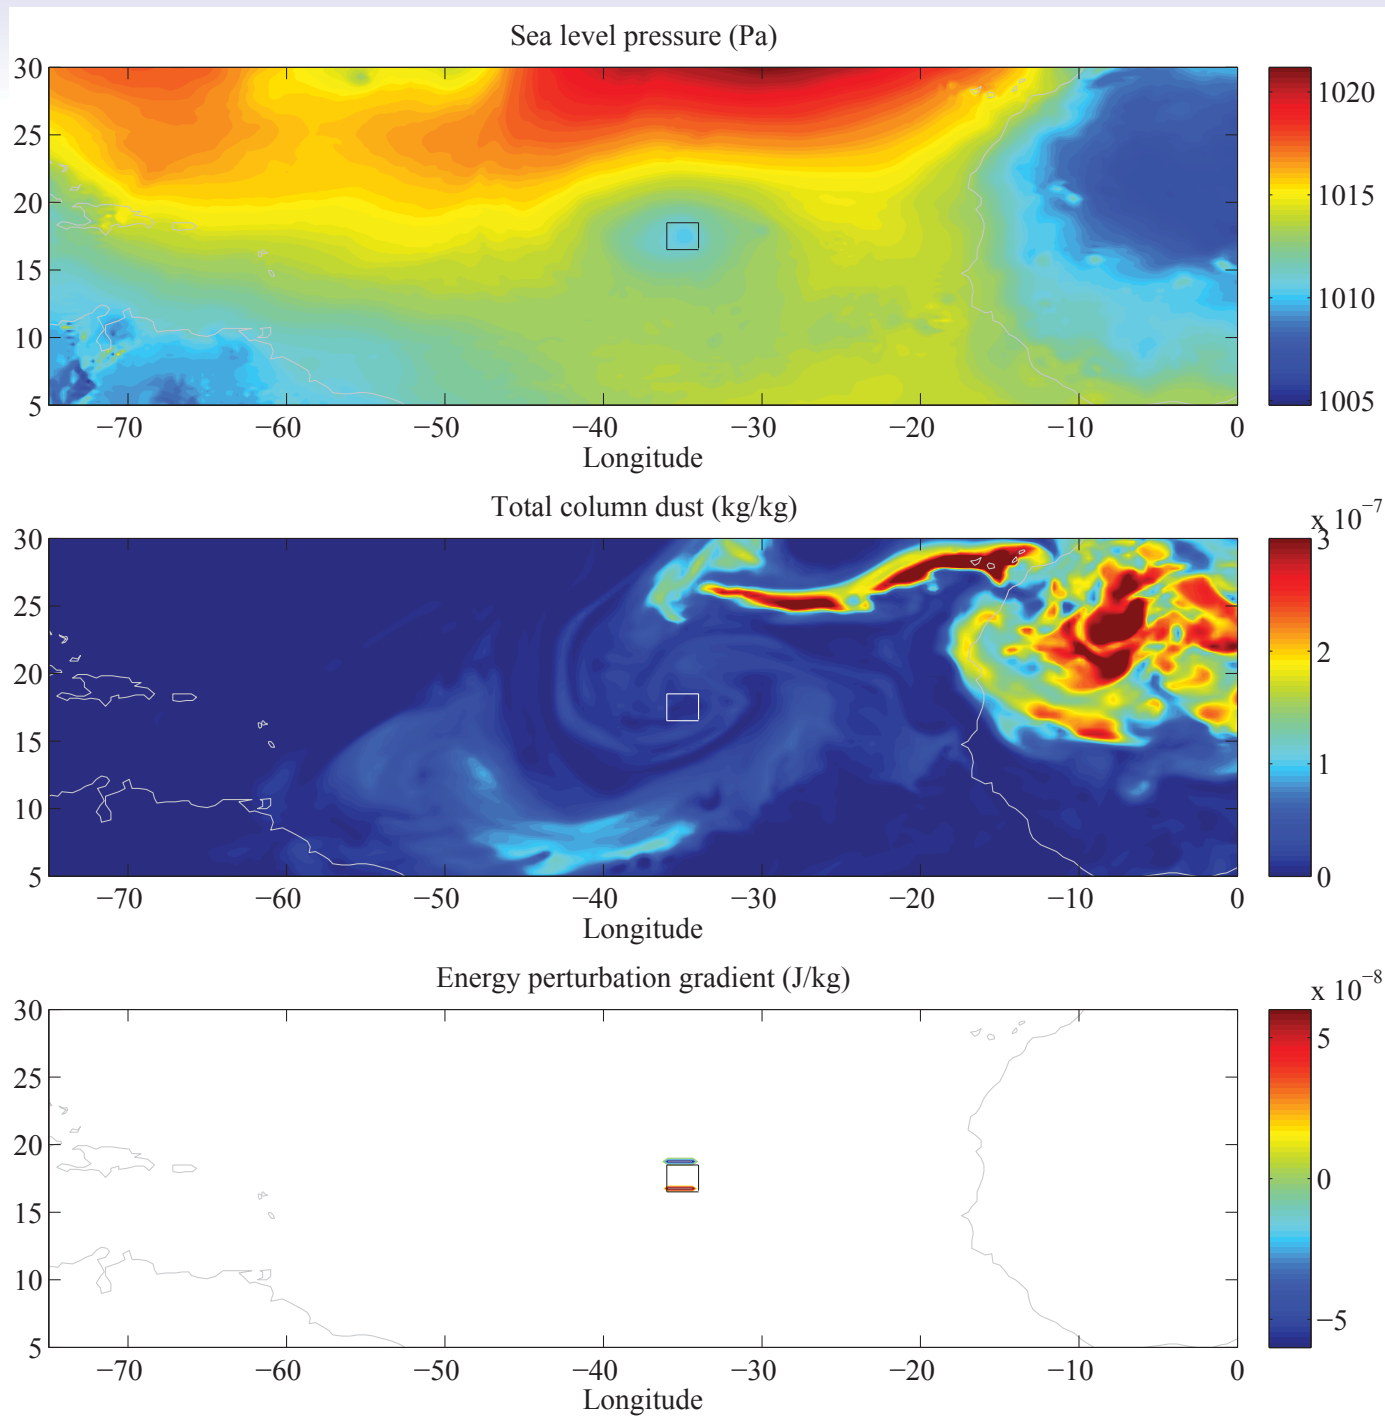 Sea level pressure (Pa)
30
25
20
15
10
5
−70 −60 −50 −40 −30 −20 −10 0
Longitude
1020
1015
1010
1005
Total column dust (kg/kg)
x 10−7
30
25
20
15
10
5
−70 −60 −50 −40 −30 −20 −10 0
Longitude
3
2
1
0
Energy perturbation gradient (J/kg)
x 10−8
30
25
20
15
10
5
−70 −60 −50 −40 −30 −20 −10 0
Longitude
5
0
−5